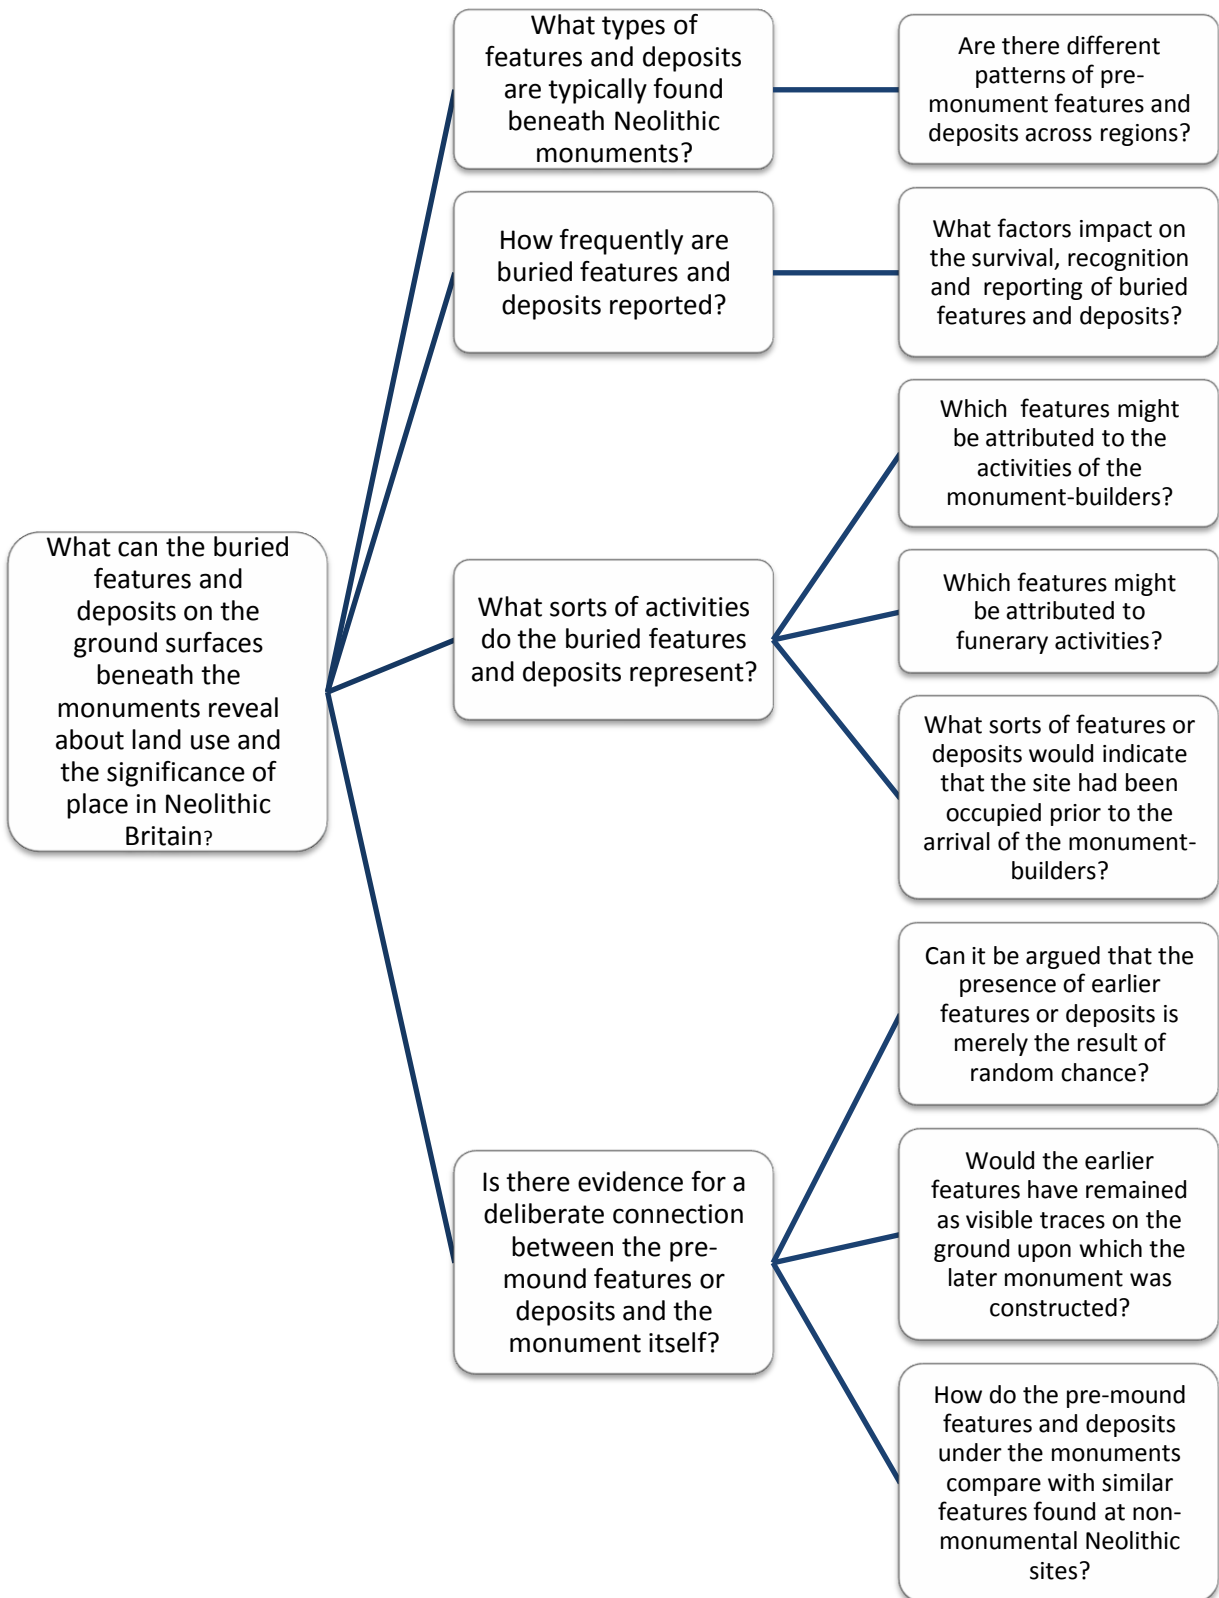 What can the buried
features and
deposits on the
ground surfaces
beneath the
monuments reveal
about land use and
the significance of
place in Neolithic
Britain?
What types of
features and deposits
are typically found
beneath Neolithic
monuments?
Are there different
patterns of pre-
monument features and
deposits across regions?
How frequently are
buried features and
deposits reported?
What factors impact on
the survival, recognition
and reporting of buried
features and deposits?
What sorts of activities
do the buried features
and deposits represent?
Which features might
be attributed to the
activities of the
monument-builders?
Which features might
be attributed to
funerary activities?
What sorts of features or
deposits would indicate
that the site had been
occupied prior to the
arrival of the monument-
builders?
Is there evidence for a
deliberate connection
between the pre-
mound features or
deposits and the
monument itself?
Can it be argued that the
presence of earlier
features or deposits is
merely the result of
random chance?
Would the earlier
features have remained
as visible traces on the
ground upon which the
later monument was
constructed?
How do the pre-mound
features and deposits
under the monuments
compare with similar
features found at non-
monumental Neolithic
sites?